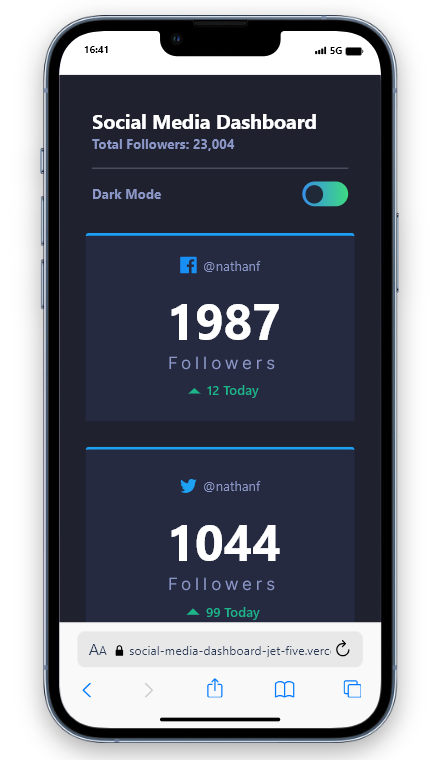 16:41
5G
Social Media Dashboard
Total Followers: 23,004
Dark Mode
@nathanf
1987
Followers
12 Today
@nathanf
1044
Followers
99 Today
AA social-media-dashboard-jet-five.verc